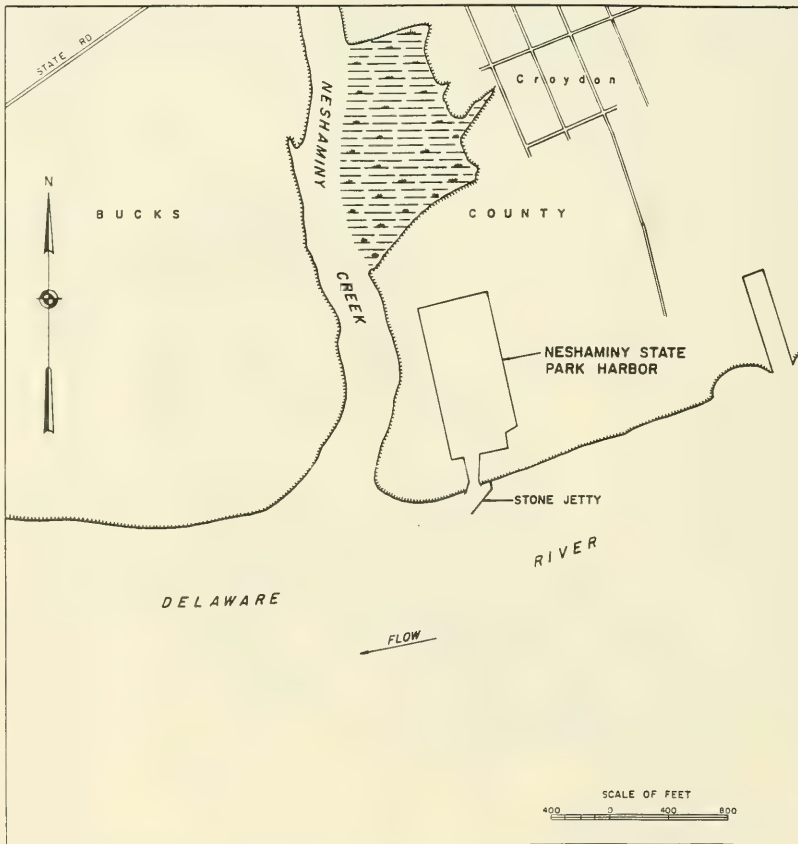 STATE RD
NESHAMINY
Croydon
N
BUCKS
COUNTY
CREEK
NESHAMINY STATE
PARK HARBOR
STONE JETTY
RIVER
DELAWARE
FLOW
SCALE OF FEET
400 0 400 800